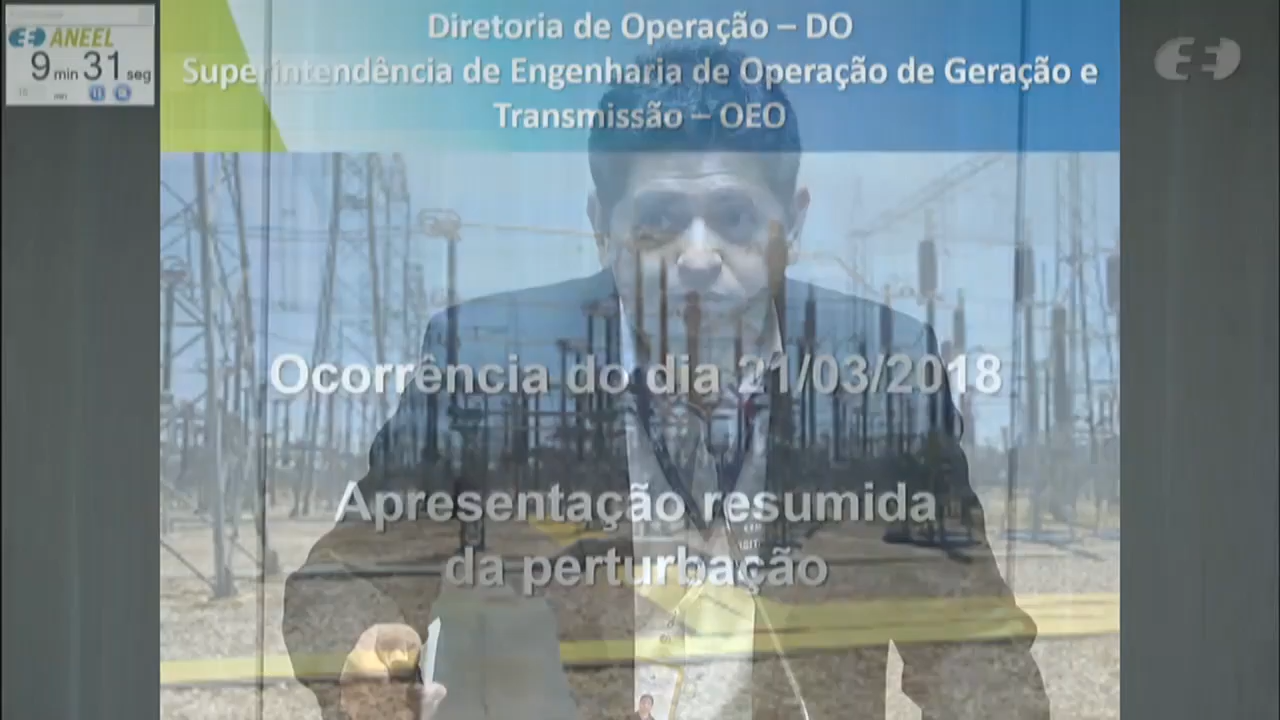 ANEEL
9 min 31 seg
min
Diretoria de Operação – DO
Superintendência de Engenharia de Operação de Geração e
Transmissão – OEO
Ocorrência do dia 21/03/2018
Apresentação resumida
da perturbação